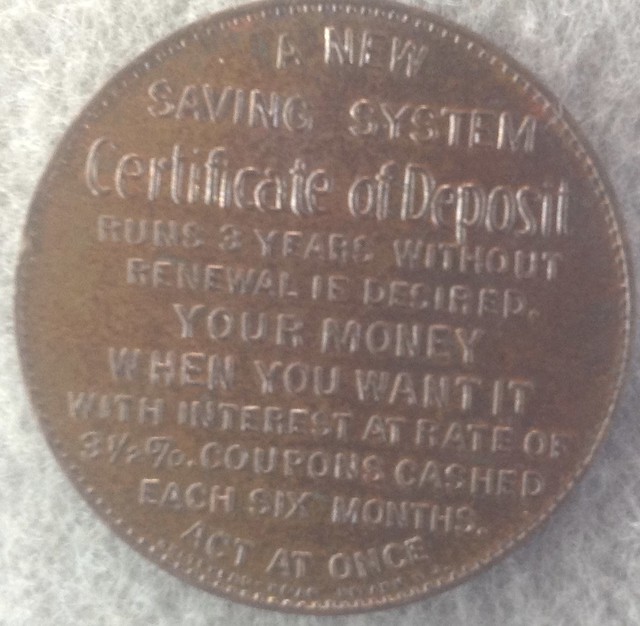 A NEW
SAVING SYSTEM
Certificate of Deposit
RUNS 3 YEARS WITHOUT
RENEWAL IF DESIRED.
YOUR MONEY
WHEN YOU WANT IT
WITH INTEREST AT RATE OF
3½%. COUPONS CASHED
EACH SIX MONTHS.
ACT AT ONCE